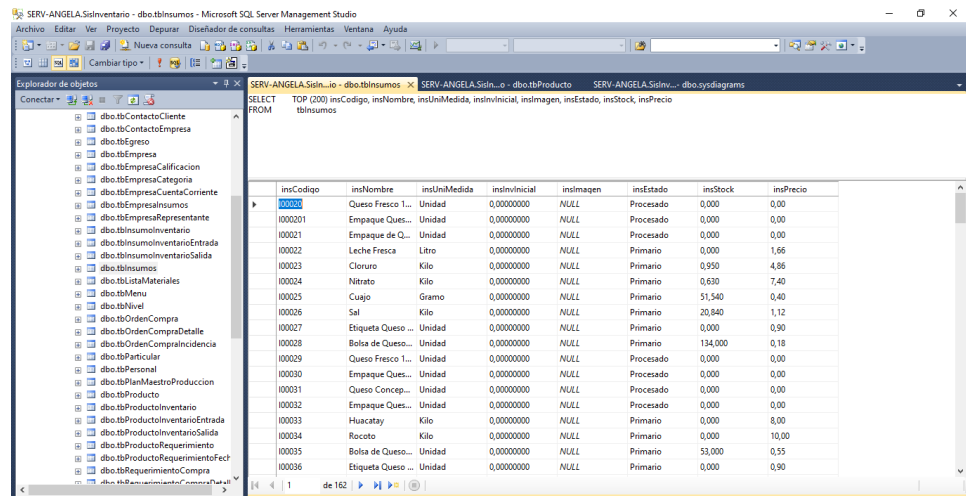 SERV-ANGELA.SisInventario - dbo.tbInsumos - Microsoft SQL Server Management Studio
Archivo Editar Ver Proyecto Depurar Diseñador de consultas Herramientas Ventana Ayuda
Nueva consulta
Cambiar tipo
Explorador de objetos
Conectar
dbo.tbContactoCliente
dbo.tbContactoEmpresa
dbo.tbEgreso
dbo.tbEmpresa
dbo.tbEmpresaCalificacion
dbo.tbEmpresaCategoria
dbo.tbEmpresaCuentaCorriente
dbo.tbEmpresaInsumos
dbo.tbEmpresaRepresentante
dbo.tbInsumoInventario
dbo.tbInsumoInventarioEntrada
dbo.tbInsumoInventarioSalida
dbo.tbInsumos
dbo.tbListaMateriales
dbo.tbMenu
dbo.tbNivel
dbo.tbOrdenCompra
dbo.tbOrdenCompraDetalle
dbo.tbOrdenCompraIncidencia
dbo.tbParticular
dbo.tbPersonal
dbo.tbPlanMaestroProduccion
dbo.tbProducto
dbo.tbProductoInventario
dbo.tbProductoInventarioEntrada
dbo.tbProductoInventarioSalida
dbo.tbProductoRequerimiento
dbo.tbProductoRequerimientoFech
dbo.tbRequerimientoCompra
dbo.tbRequerimientoCompraDetall
SERV-ANGELA.SisIn...io - dbo.tbInsumos SERV-ANGELA.SisIn...o - dbo.tbProducto SERV-ANGELA.SisInv...- dbo.sysdiagrams
SELECT TOP (200) insCodigo, insNombre, insUniMedida, insInvInicial, insImagen, insEstado, insStock, insPrecio
FROM tbInsumos
insCodigo insNombre insUniMedida insInvInicial insImagen insEstado insStock insPrecio
I00020 Queso Fresco 1... Unidad 0,00000000 NULL Procesado 0,000 0,00
I000201 Empaque Ques... Unidad 0,00000000 NULL Procesado 0,000 0,00
I00021 Empaque de Q... Unidad 0,00000000 NULL Procesado 0,000 0,00
I00022 Leche Fresca Litro 0,00000000 NULL Primario 0,000 1,66
I00023 Cloruro Kilo 0,00000000 NULL Primario 0,950 4,86
I00024 Nitrato Kilo 0,00000000 NULL Primario 0,630 7,40
I00025 Cuajo Gramo 0,00000000 NULL Primario 51,540 0,40
I00026 Sal Kilo 0,00000000 NULL Primario 20,840 1,12
I00027 Etiqueta Queso ... Unidad 0,00000000 NULL Primario 0,000 0,90
I00028 Bolsa de Queso... Unidad 0,00000000 NULL Primario 134,000 0,18
I00029 Queso Fresco 1... Unidad 0,00000000 NULL Procesado 0,000 0,00
I00030 Empaque Ques... Unidad 0,00000000 NULL Procesado 0,000 0,00
I00031 Queso Concep... Unidad 0,00000000 NULL Procesado 0,000 0,00
I00032 Empaque Ques... Unidad 0,00000000 NULL Procesado 0,000 0,00
I00033 Huacatay Kilo 0,00000000 NULL Primario 0,000 8,00
I00034 Rocoto Kilo 0,00000000 NULL Primario 0,000 10,00
I00035 Bolsa de Queso... Unidad 0,00000000 NULL Primario 53,000 0,55
I00036 Etiqueta Queso ... Unidad 0,00000000 NULL Primario 0,000 0,90
1 de 162